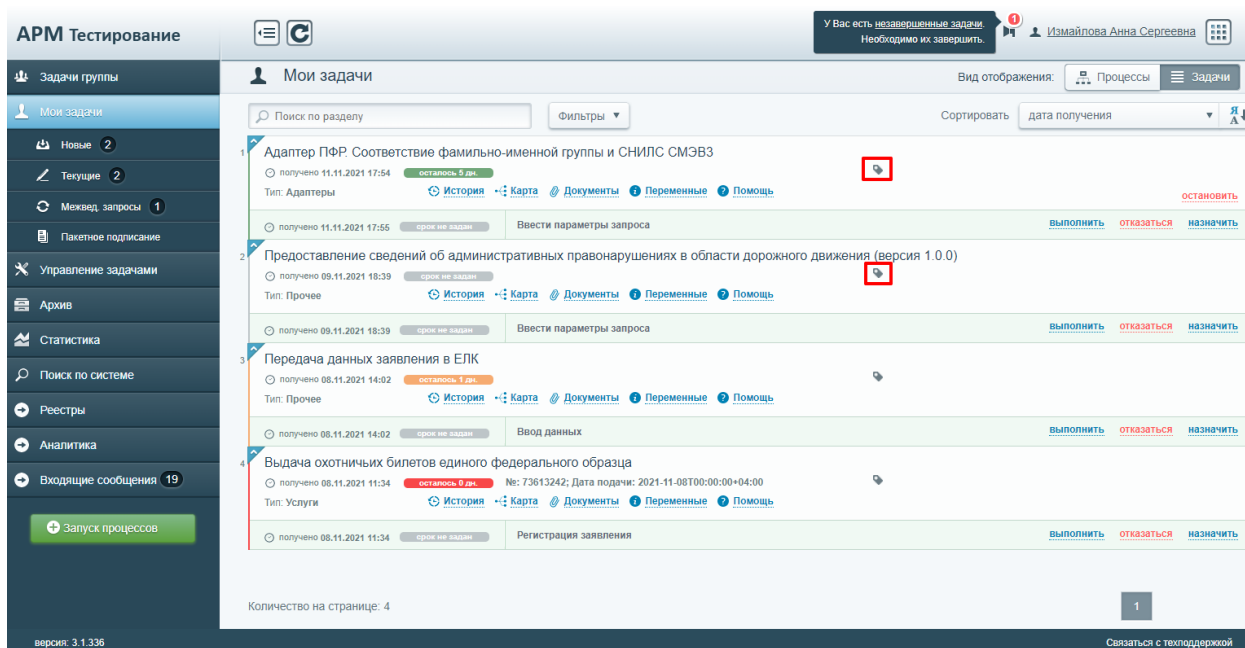 АРМ Тестирование
У Вас есть незавершенные задачи.
Необходимо их завершить.
1
Измайлова Анна Сергеевна
Задачи группы
Мои задачи
Новые 2
Текущие 2
Межвед. запросы 1
Пакетное подписание
Управление задачами
Архив
Статистика
Поиск по системе
Реестры
Аналитика
Входящие сообщения 19
Запуск процессов
версия: 3.1.336
Мои задачи
Вид отображения: Процессы Задачи
Поиск по разделу Фильтры ▼ Сортировать дата получения ▼ Я А
1 Адаптер ПФР. Соответствие фамильно-именной группы и СНИЛС СМЭВ3
получено 11.11.2021 17:54 осталось 5 дн.
Тип: Адаптеры История Карта Документы Переменные Помощь остановить
получено 11.11.2021 17:55 срок не задан Ввести параметры запроса выполнить отказаться назначить
2 Предоставление сведений об административных правонарушениях в области дорожного движения (версия 1.0.0)
получено 09.11.2021 18:39 срок не задан
Тип: Прочее История Карта Документы Переменные Помощь
получено 09.11.2021 18:39 срок не задан Ввести параметры запроса выполнить отказаться назначить
3 Передача данных заявления в ЕЛК
получено 08.11.2021 14:02 осталось 1 дн.
Тип: Прочее История Карта Документы Переменные Помощь
получено 08.11.2021 14:02 срок не задан Ввод данных выполнить отказаться назначить
4 Выдача охотничьих билетов единого федерального образца
получено 08.11.2021 11:34 осталось 0 дн. №: 73613242; Дата подачи: 2021-11-08T00:00:00+04:00
Тип: Услуги История Карта Документы Переменные Помощь
получено 08.11.2021 11:34 срок не задан Регистрация заявления выполнить отказаться назначить
Количество на странице: 4 1
Связаться с техподдержкой